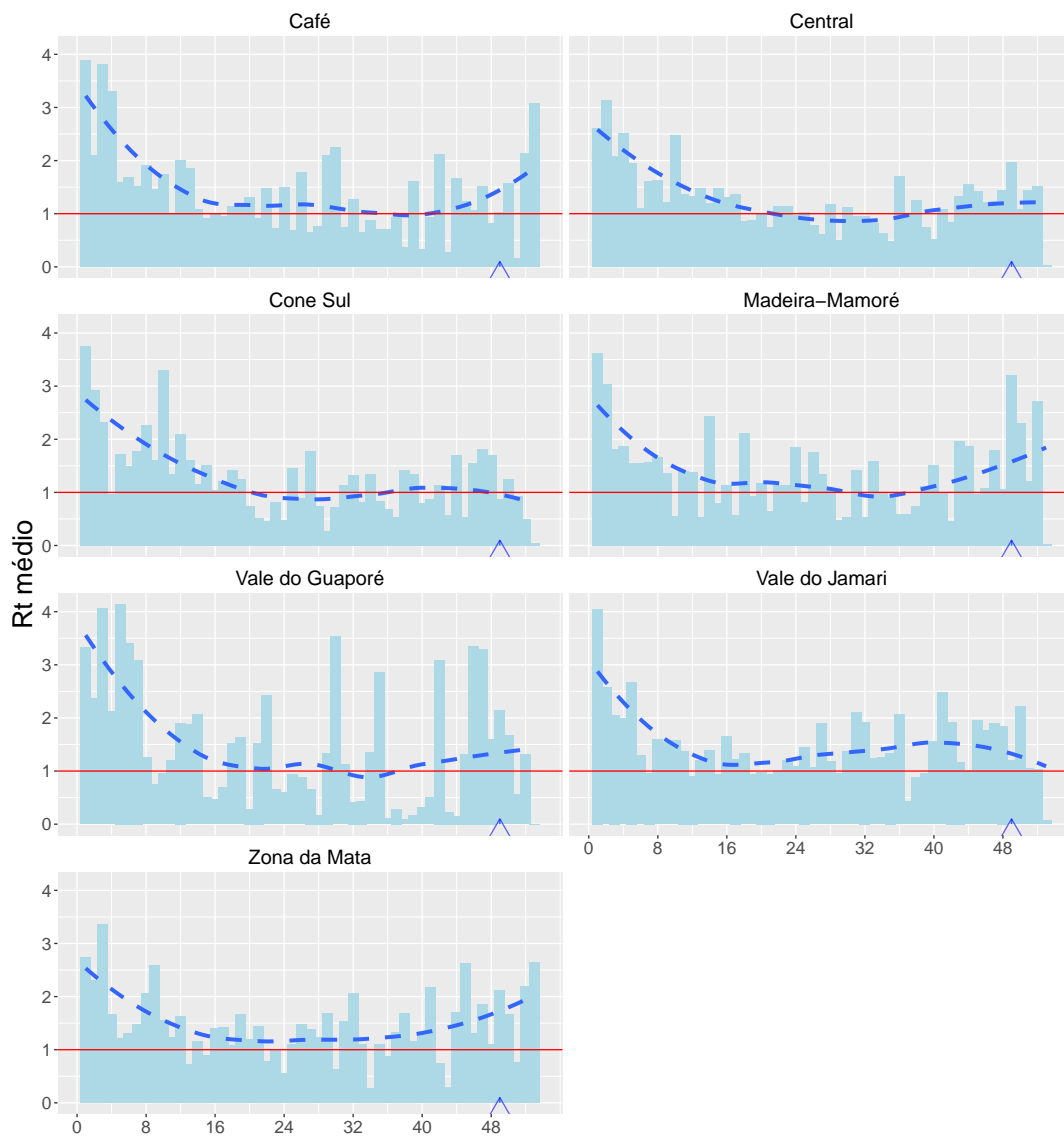 Café
Central
4
3
2
1
0
Cone Sul
Madeira−Mamoré
4
3
2
1
0
Rt médio
Vale do Guaporé
Vale do Jamari
4
3
2
1
0
0 8 16 24 32 40 48
Zona da Mata
4
3
2
1
0
0 8 16 24 32 40 48